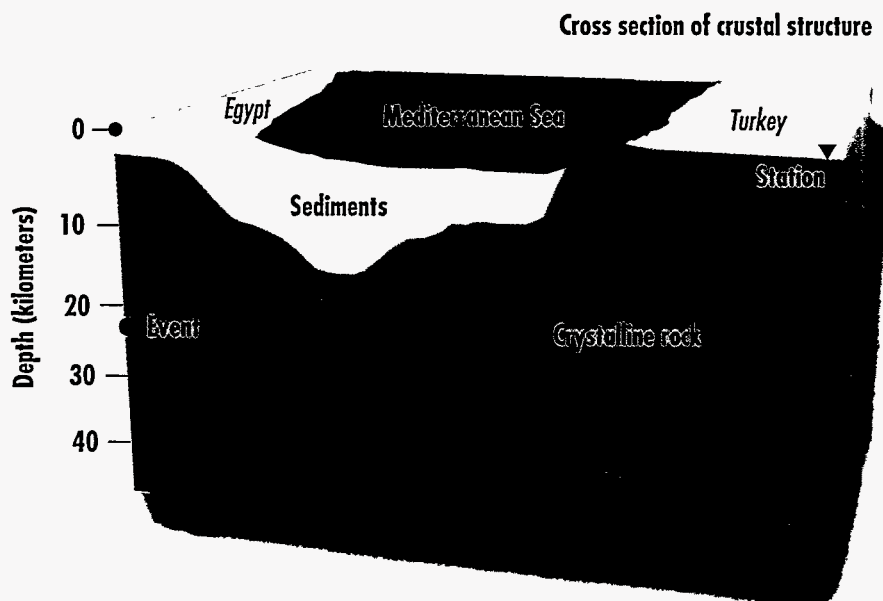 Cross section of crustal structure
Egypt
Mediterranean Sea
Turkey
0
Station
Sediments
10
20
Event
Crystalline rock
30
40
Depth (kilometers)